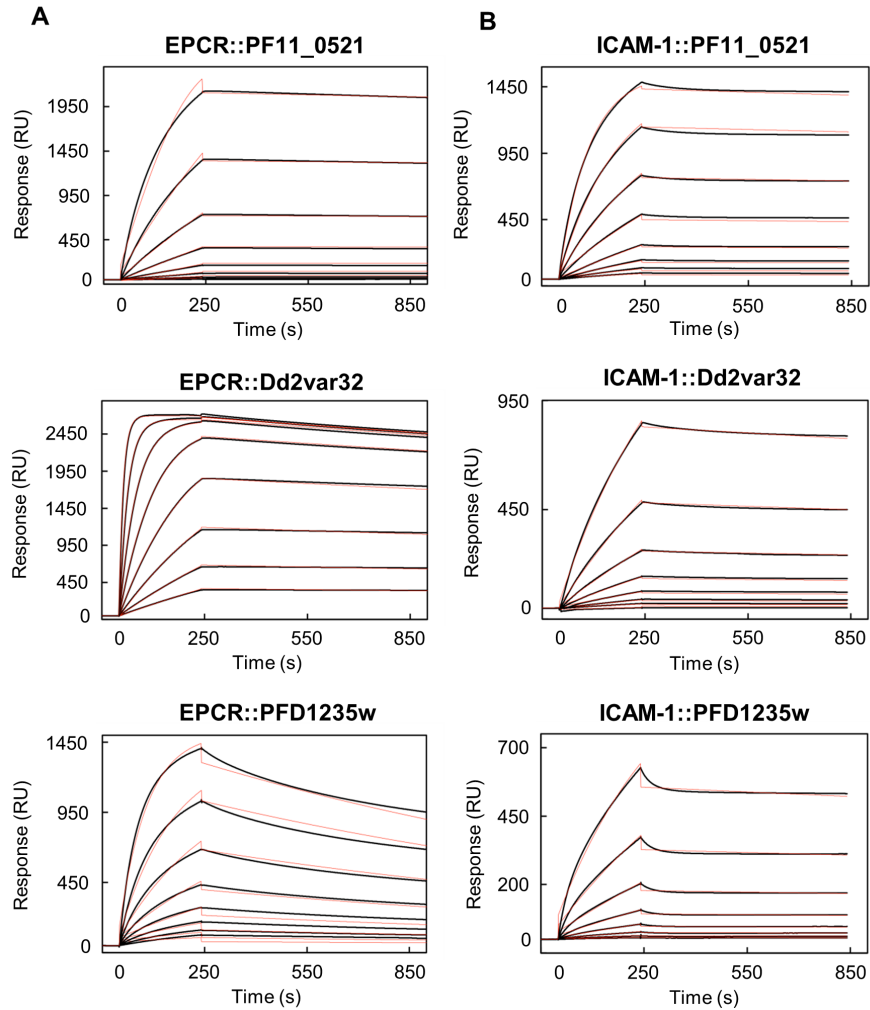 A
B
EPCR::PF11_0521
ICAM-1::PF11_0521
Response (RU)
1950
1450
950
450
0
0 250 550 850
Time (s)
Response (RU)
1450
950
450
0
0 250 550 850
Time (s)
EPCR::Dd2var32
ICAM-1::Dd2var32
Response (RU)
2450
1950
1450
950
450
0
0 250 550 850
Time (s)
Response (RU)
950
450
0
0 250 550 850
Time (s)
EPCR::PFD1235w
ICAM-1::PFD1235w
Response (RU)
1450
950
450
0
0 250 550 850
Time (s)
Response (RU)
700
450
200
0
0 250 550 850
Time (s)